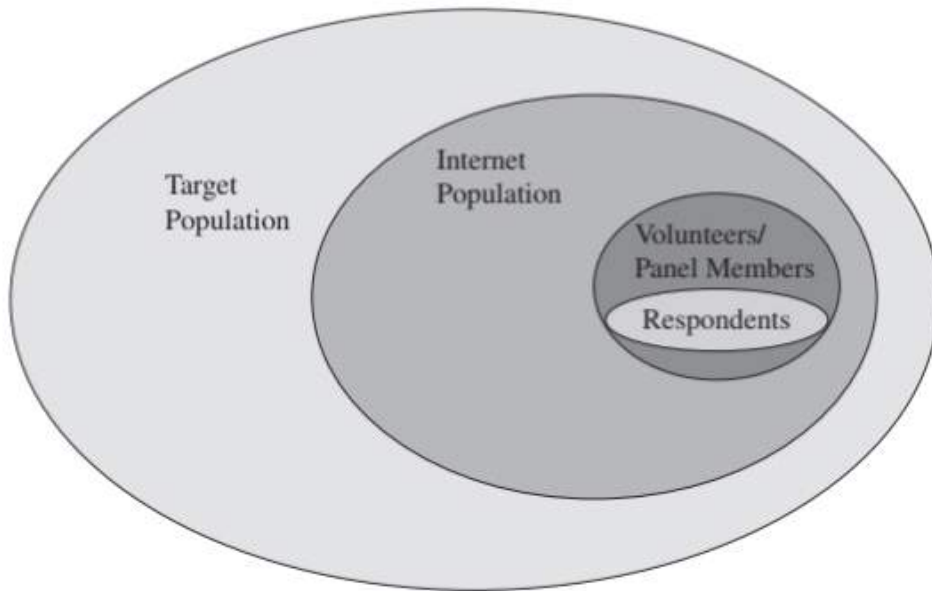 Target
Population
Internet
Population
Volunteers/
Panel Members
Respondents